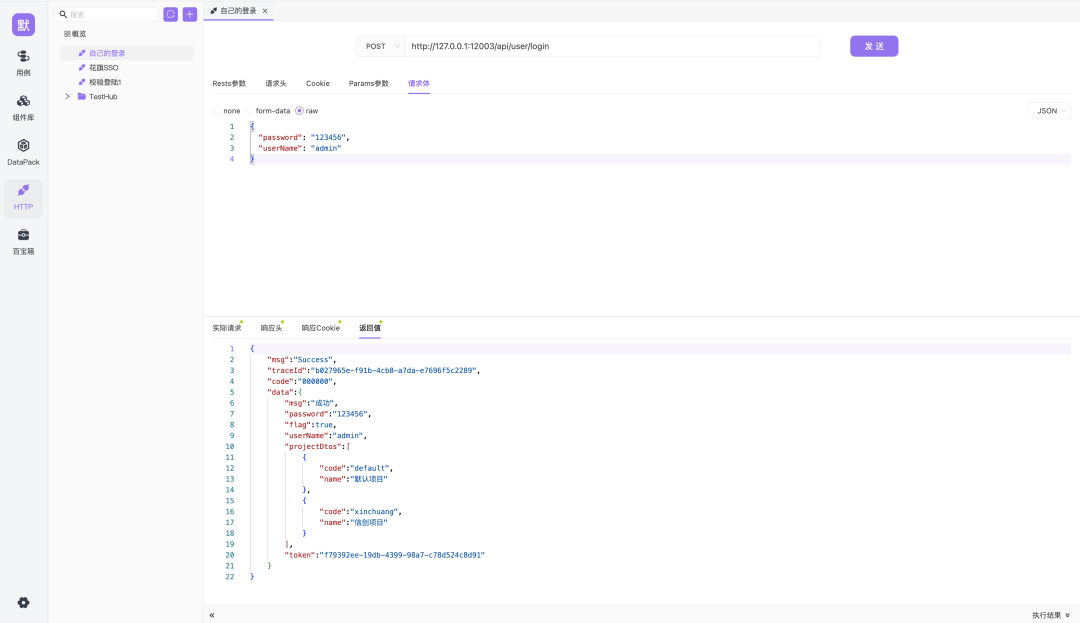 默
用例
组件库
DataPack
HTTP
百宝箱
搜索
概览
自己的登录
花旗SSO
校验登陆1
TestHub
自己的登录
POST http://127.0.0.1:12003/api/user/login 发 送
Rests参数 请求头 Cookie Params参数 请求体
none form-data raw JSON
1 {
2 "password": "123456",
3 "userName": "admin"
4 }
实际请求 响应头 响应Cookie 返回值
1 {
2 "msg":"Success",
3 "traceId":"b027965e-f91b-4cb8-a7da-e7696f5c2289",
4 "code":"000000",
5 "data":{
6 "msg":"成功",
7 "password":"123456",
8 "flag":true,
9 "userName":"admin",
10 "projectDtos":[
11 {
12 "code":"default",
13 "name":"默认项目"
14 },
15 {
16 "code":"xinchuang",
17 "name":"信创项目"
18 }
19 ],
20 "token":"f79392ee-19db-4399-98a7-c78d524c8d91"
21 }
22 }
执行结果